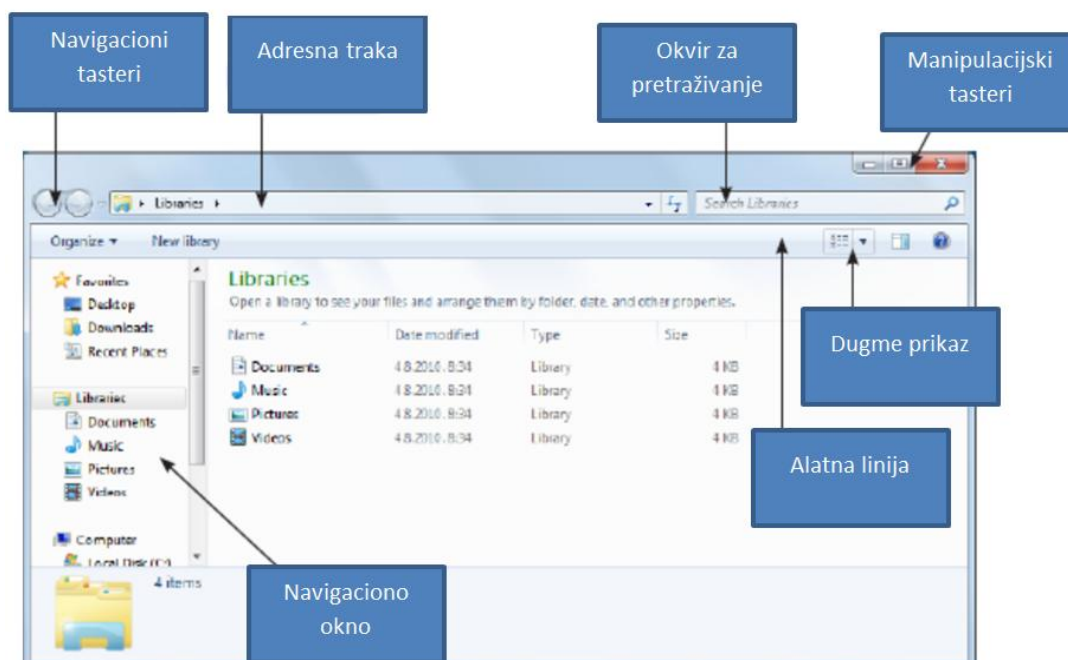 Navigacioni
tasteri
Adresna traka
Okvir za
pretraživanje
Manipulacijski
tasteri
Libraries
Search Libraries
Organize
New library
Favorites
Desktop
Downloads
Recent Places
Libraries
Documents
Music
Pictures
Videos
Computer
Local Disk (C:)
Libraries
Open a library to see your files and arrange them by folder, date, and other properties.
Name Date modified Type Size
Documents 4.8.2010. 8:34 Library 4 KB
Music 4.8.2010. 8:34 Library 4 KB
Pictures 4.8.2010. 8:34 Library 4 KB
Videos 4.8.2010. 8:34 Library 4 KB
Dugme prikaz
Alatna linija
4 items
Navigaciono
okno